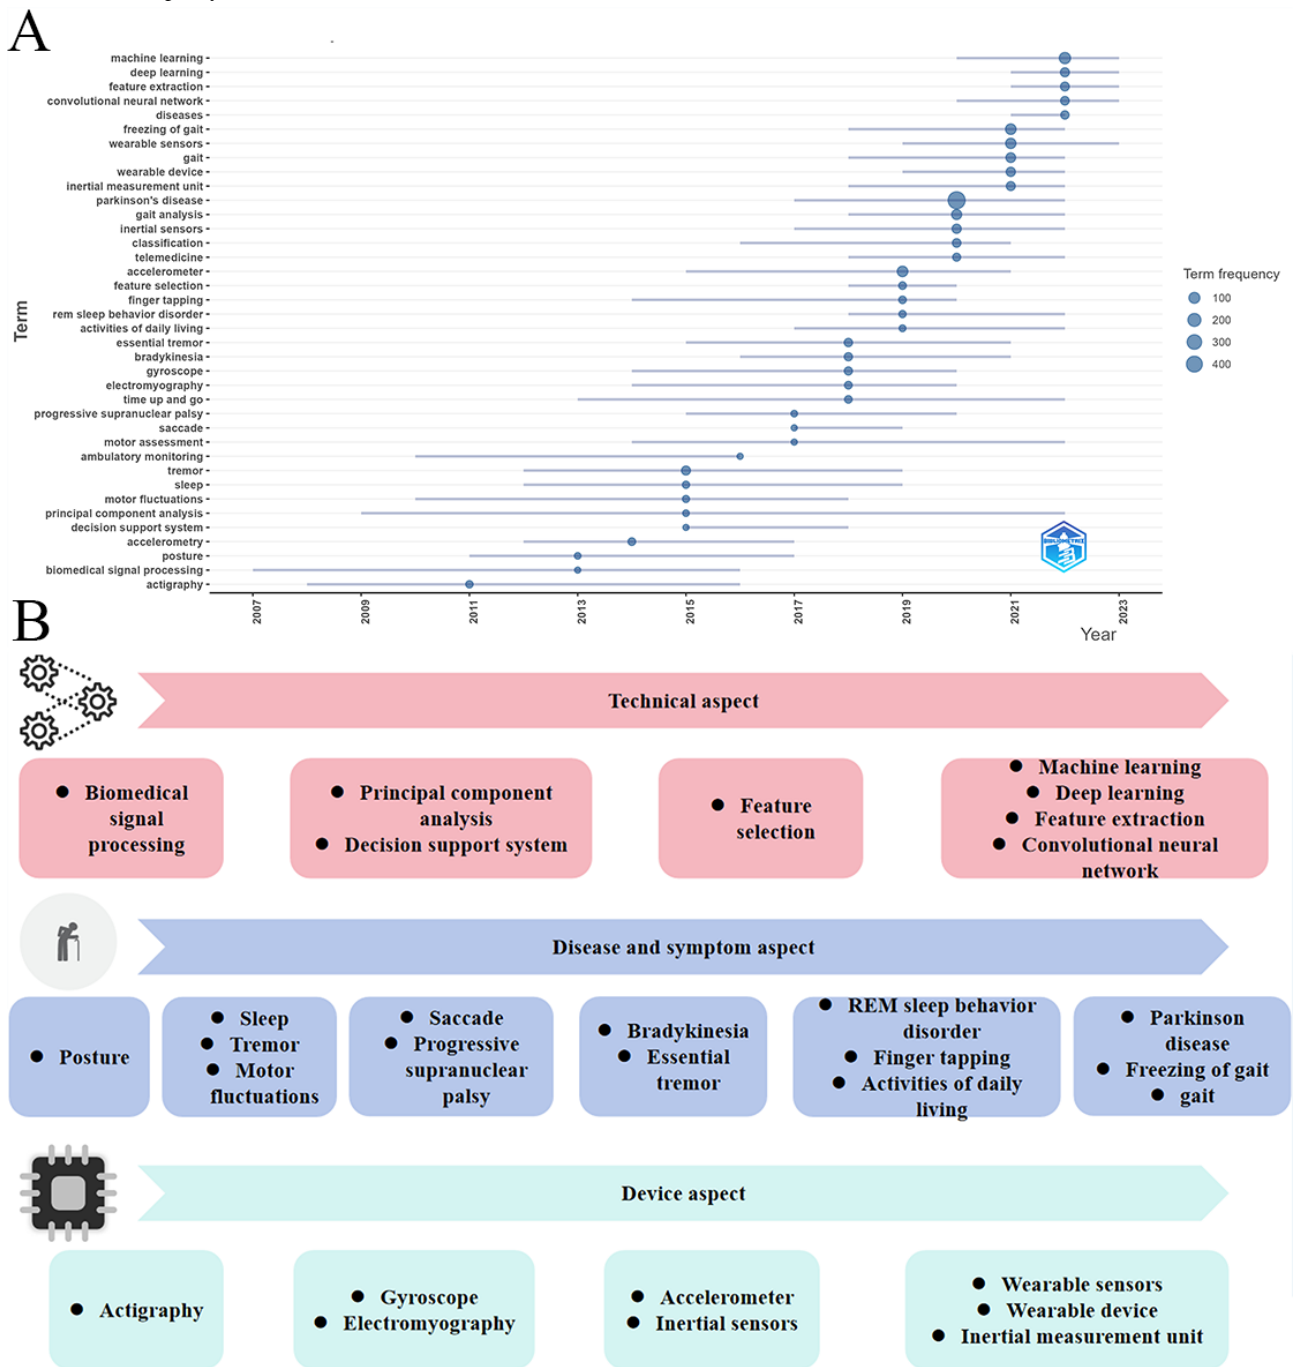 A
machine learning
deep learning
feature extraction
convolutional neural network
diseases
freezing of gait
wearable sensors
gait
wearable device
inertial measurement unit
parkinson's disease
gait analysis
inertial sensors
classification
telemedicine
accelerometer
feature selection
finger tapping
rem sleep behavior disorder
activities of daily living
essential tremor
bradykinesia
gyroscope
electromyography
time up and go
progressive supranuclear palsy
saccade
motor assessment
ambulatory monitoring
tremor
sleep
motor fluctuations
principal component analysis
decision support system
accelerometry
posture
biomedical signal processing
actigraphy
Term
Term frequency
100
200
300
400
BIBLIOMETRIX
2007
2009
2011
2013
2015
2017
2019
2021
2023
Year
B
Technical aspect
● Biomedical
signal
processing
● Principal component
analysis
● Decision support system
● Feature
selection
● Machine learning
● Deep learning
● Feature extraction
● Convolutional neural
network
Disease and symptom aspect
● Posture
● Sleep
● Tremor
● Motor
fluctuations
● Saccade
● Progressive
supranuclear
palsy
● Bradykinesia
● Essential
tremor
● REM sleep behavior
disorder
● Finger tapping
● Activities of daily
living
● Parkinson
disease
● Freezing of gait
● gait
Device aspect
● Actigraphy
● Gyroscope
● Electromyography
● Accelerometer
● Inertial sensors
● Wearable sensors
● Wearable device
● Inertial measurement unit